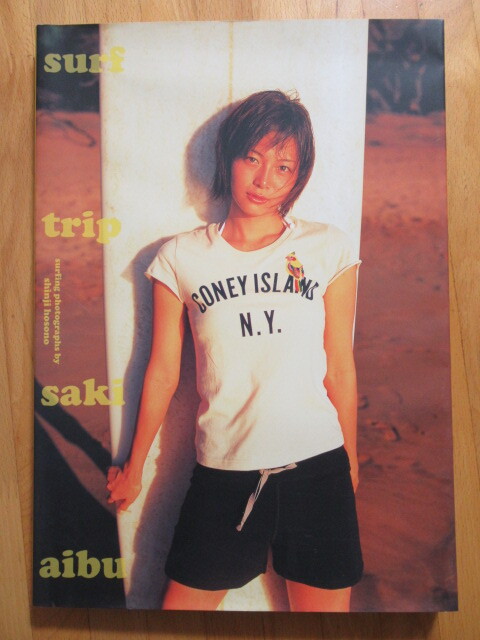 surf
trip
surfing photographs by
shinji hosono
saki
aibu
CONEY ISLAND
N.Y.